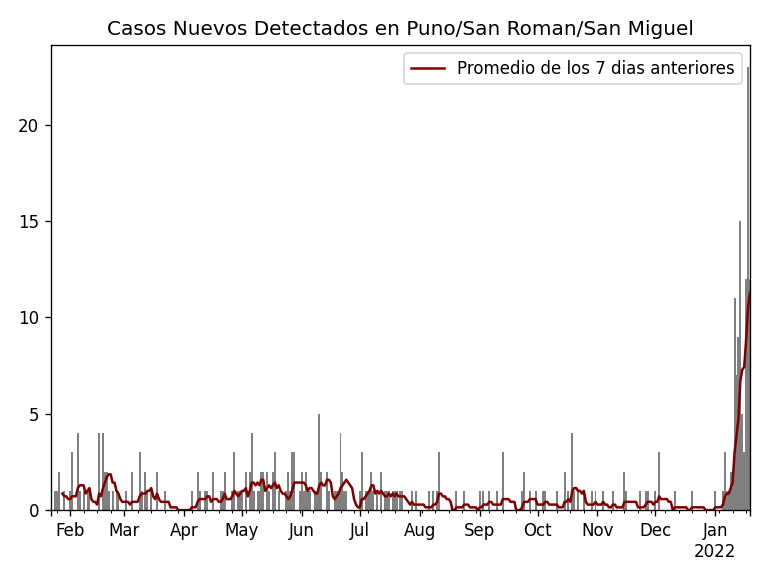 Casos Nuevos Detectados en Puno/San Roman/San Miguel
Promedio de los 7 dias anteriores
20
15
10
5
0
Feb Mar Apr May Jun Jul Aug Sep Oct Nov Dec Jan
2022